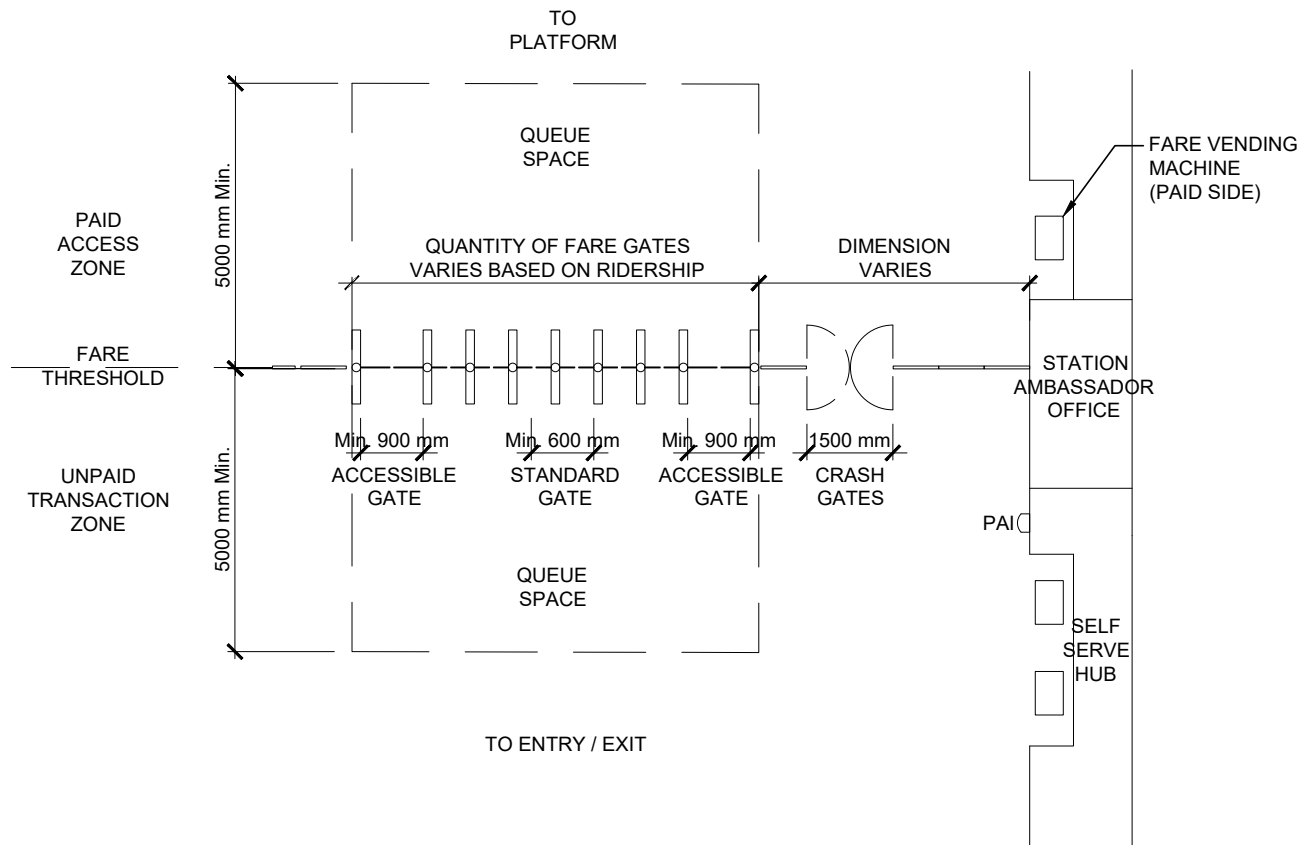 TO
PLATFORM
QUEUE
SPACE
FARE VENDING
MACHINE
(PAID SIDE)
5000 mm Min.
PAID
ACCESS
ZONE
QUANTITY OF FARE GATES
VARIES BASED ON RIDERSHIP
DIMENSION
VARIES
FARE
THRESHOLD
STATION
AMBASSADOR
OFFICE
Min. 900 mm
ACCESSIBLE
GATE
Min. 600 mm
STANDARD
GATE
Min. 900 mm
ACCESSIBLE
GATE
1500 mm
CRASH
GATES
UNPAID
TRANSACTION
ZONE
5000 mm Min.
PAI
QUEUE
SPACE
SELF
SERVE
HUB
TO ENTRY / EXIT